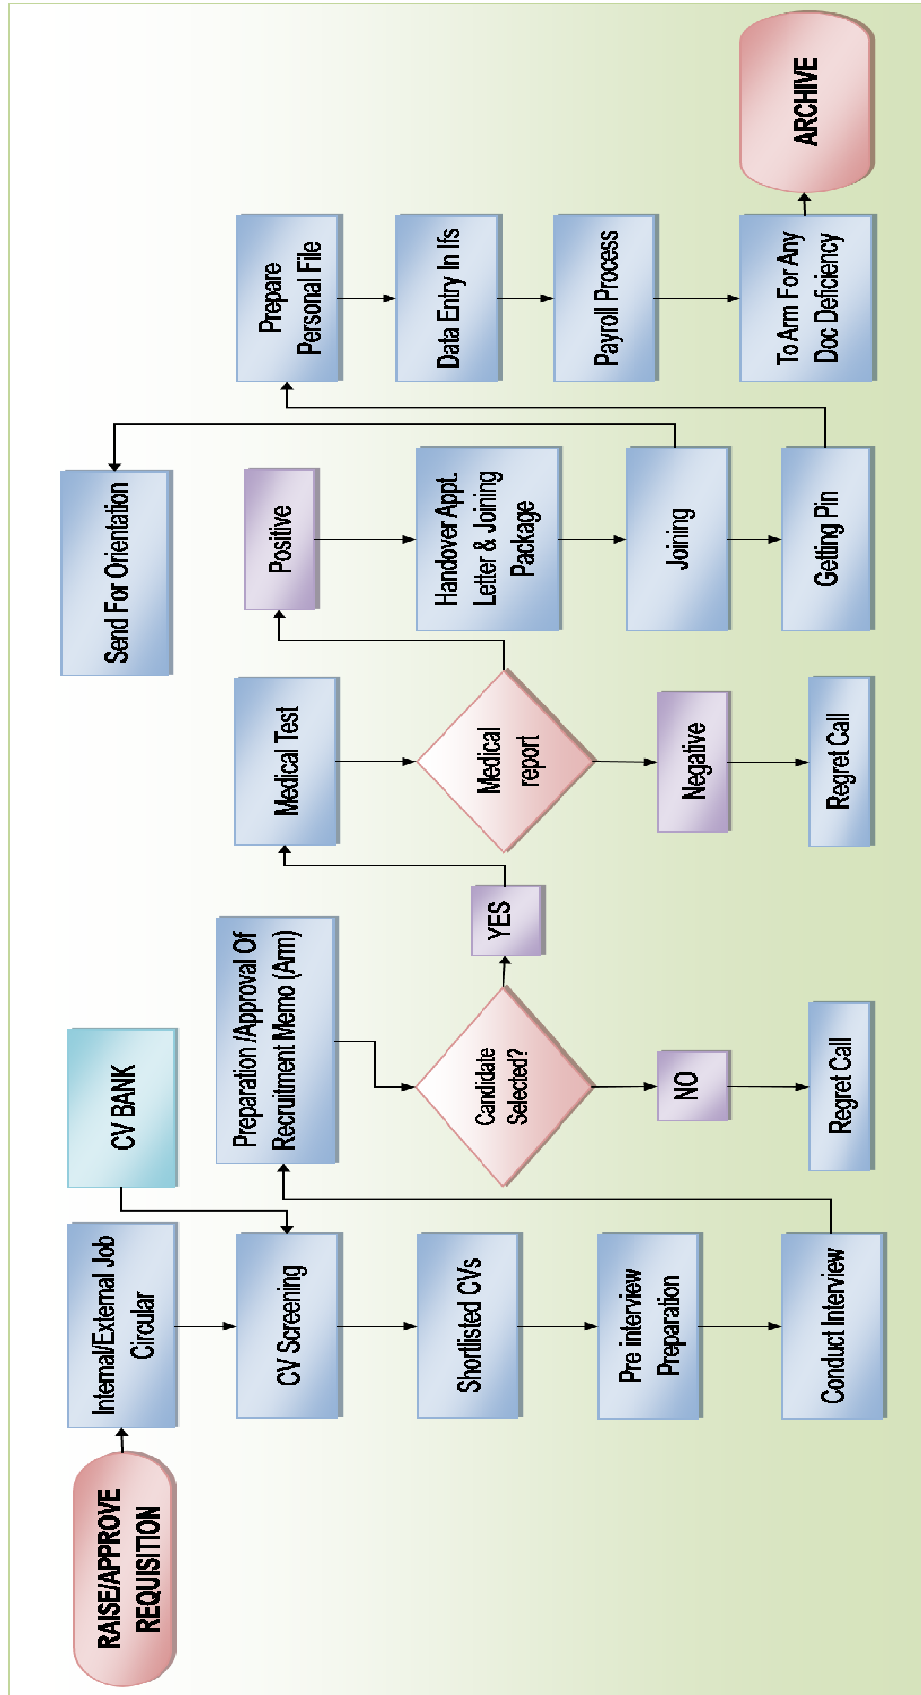 RAISE/APPROVE
REQUISITION
Internal/External Job
Circular
CV BANK
CV Screening
Shortlisted CVs
Pre interview
Preparation
Conduct Interview
Preparation /Approval Of
Recruitment Memo (Arm)
Candidate
Selected?
YES
NO
Regret Call
Medical Test
Medical
report
Negative
Regret Call
Positive
Handover Appt.
Letter & Joining
Package
Joining
Send For Orientation
Getting Pin
Prepare
Personal File
Data Entry In Ifs
Payroll Process
To Arm For Any
Doc Deficiency
ARCHIVE